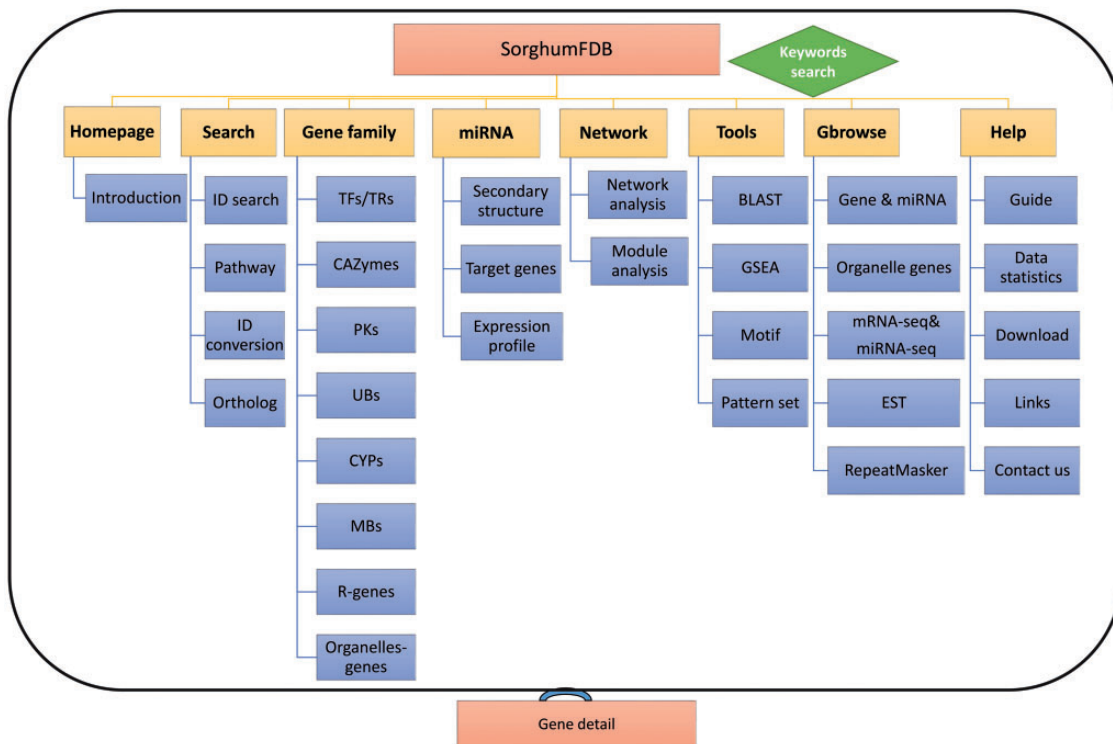 SorghumFDB
Keywords
search
Homepage
Search
Gene family
miRNA
Network
Tools
Gbrowse
Help
Introduction
ID search
Pathway
ID
conversion
Ortholog
TFs/TRs
CAZymes
PKs
UBs
CYPs
MBs
R-genes
Organelles-
genes
Secondary
structure
Target genes
Expression
profile
Network
analysis
Module
analysis
BLAST
GSEA
Motif
Pattern set
Gene & miRNA
Organelle genes
mRNA-seq&
miRNA-seq
EST
RepeatMasker
Guide
Data
statistics
Download
Links
Contact us
Gene detail